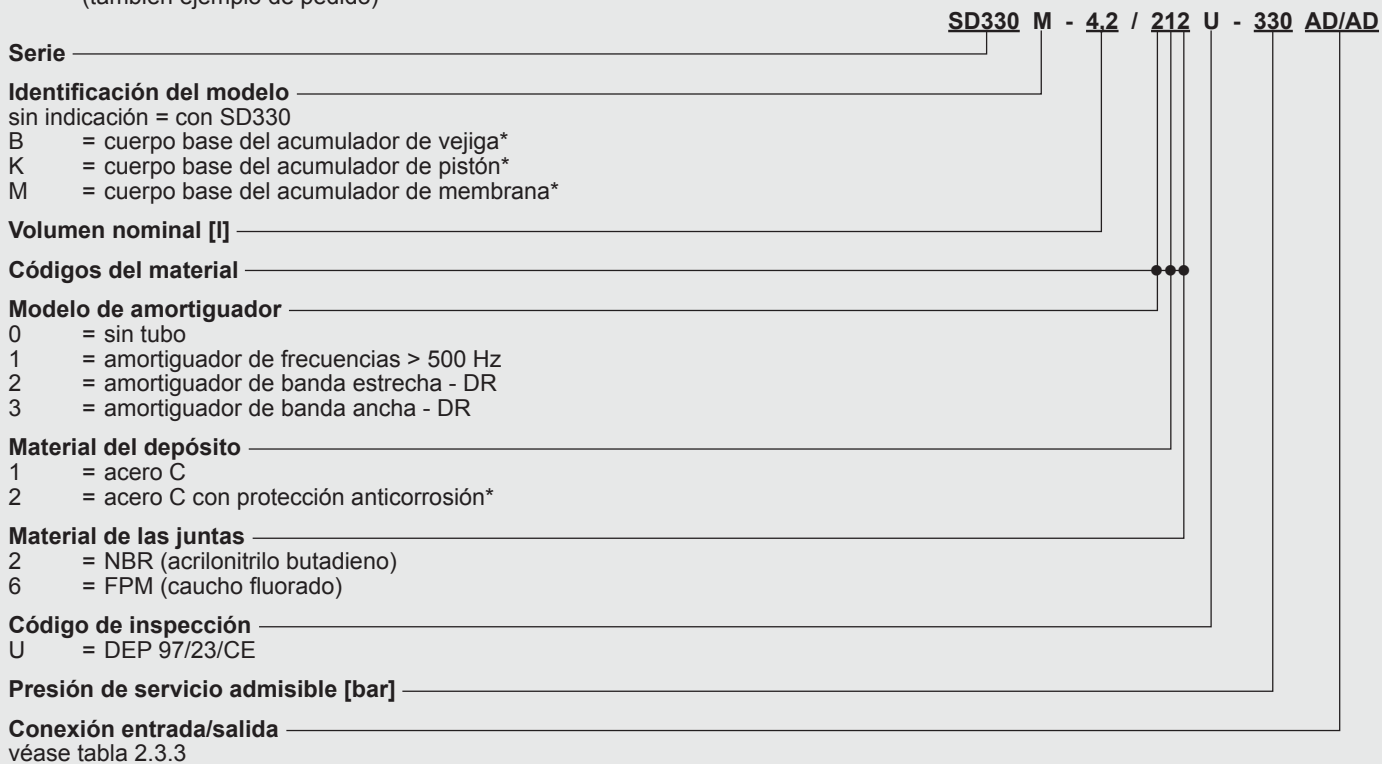 (también ejemplo de pedido)
SD330 M - 4,2 / 212 U - 330 AD/AD
Serie
Identificación del modelo
sin indicación = con SD330
B = cuerpo base del acumulador de vejiga*
K = cuerpo base del acumulador de pistón*
M = cuerpo base del acumulador de membrana*
Volumen nominal [l]
Códigos del material
Modelo de amortiguador
0 = sin tubo
1 = amortiguador de frecuencias > 500 Hz
2 = amortiguador de banda estrecha - DR
3 = amortiguador de banda ancha - DR
Material del depósito
1 = acero C
2 = acero C con protección anticorrosión*
Material de las juntas
2 = NBR (acrilonitrilo butadieno)
6 = FPM (caucho fluorado)
Código de inspección
U = DEP 97/23/CE
Presión de servicio admisible [bar]
Conexión entrada/salida
véase tabla 2.3.3